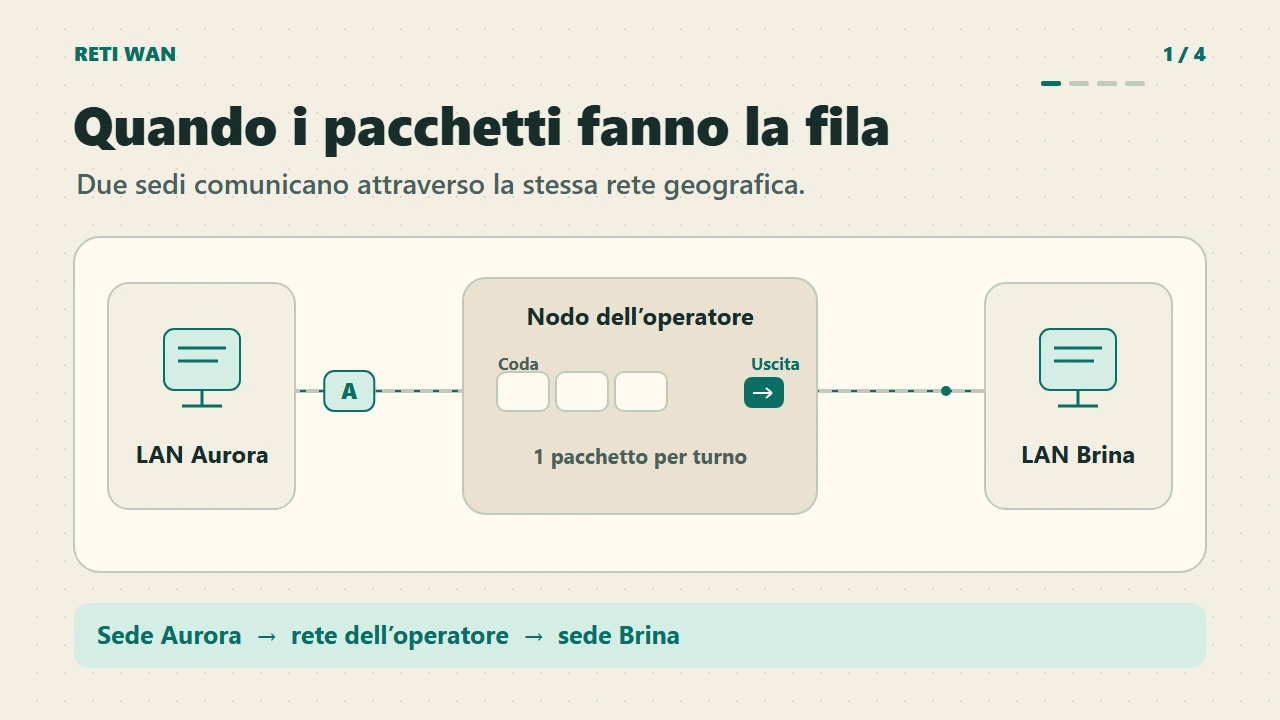 RETI WAN
1 / 4
Quando i pacchetti fanno la fila
Due sedi comunicano attraverso la stessa rete geografica.
Nodo dell’operatore
Coda
Uscita
A
→
LAN Aurora
1 pacchetto per turno
LAN Brina
Sede Aurora → rete dell’operatore → sede Brina